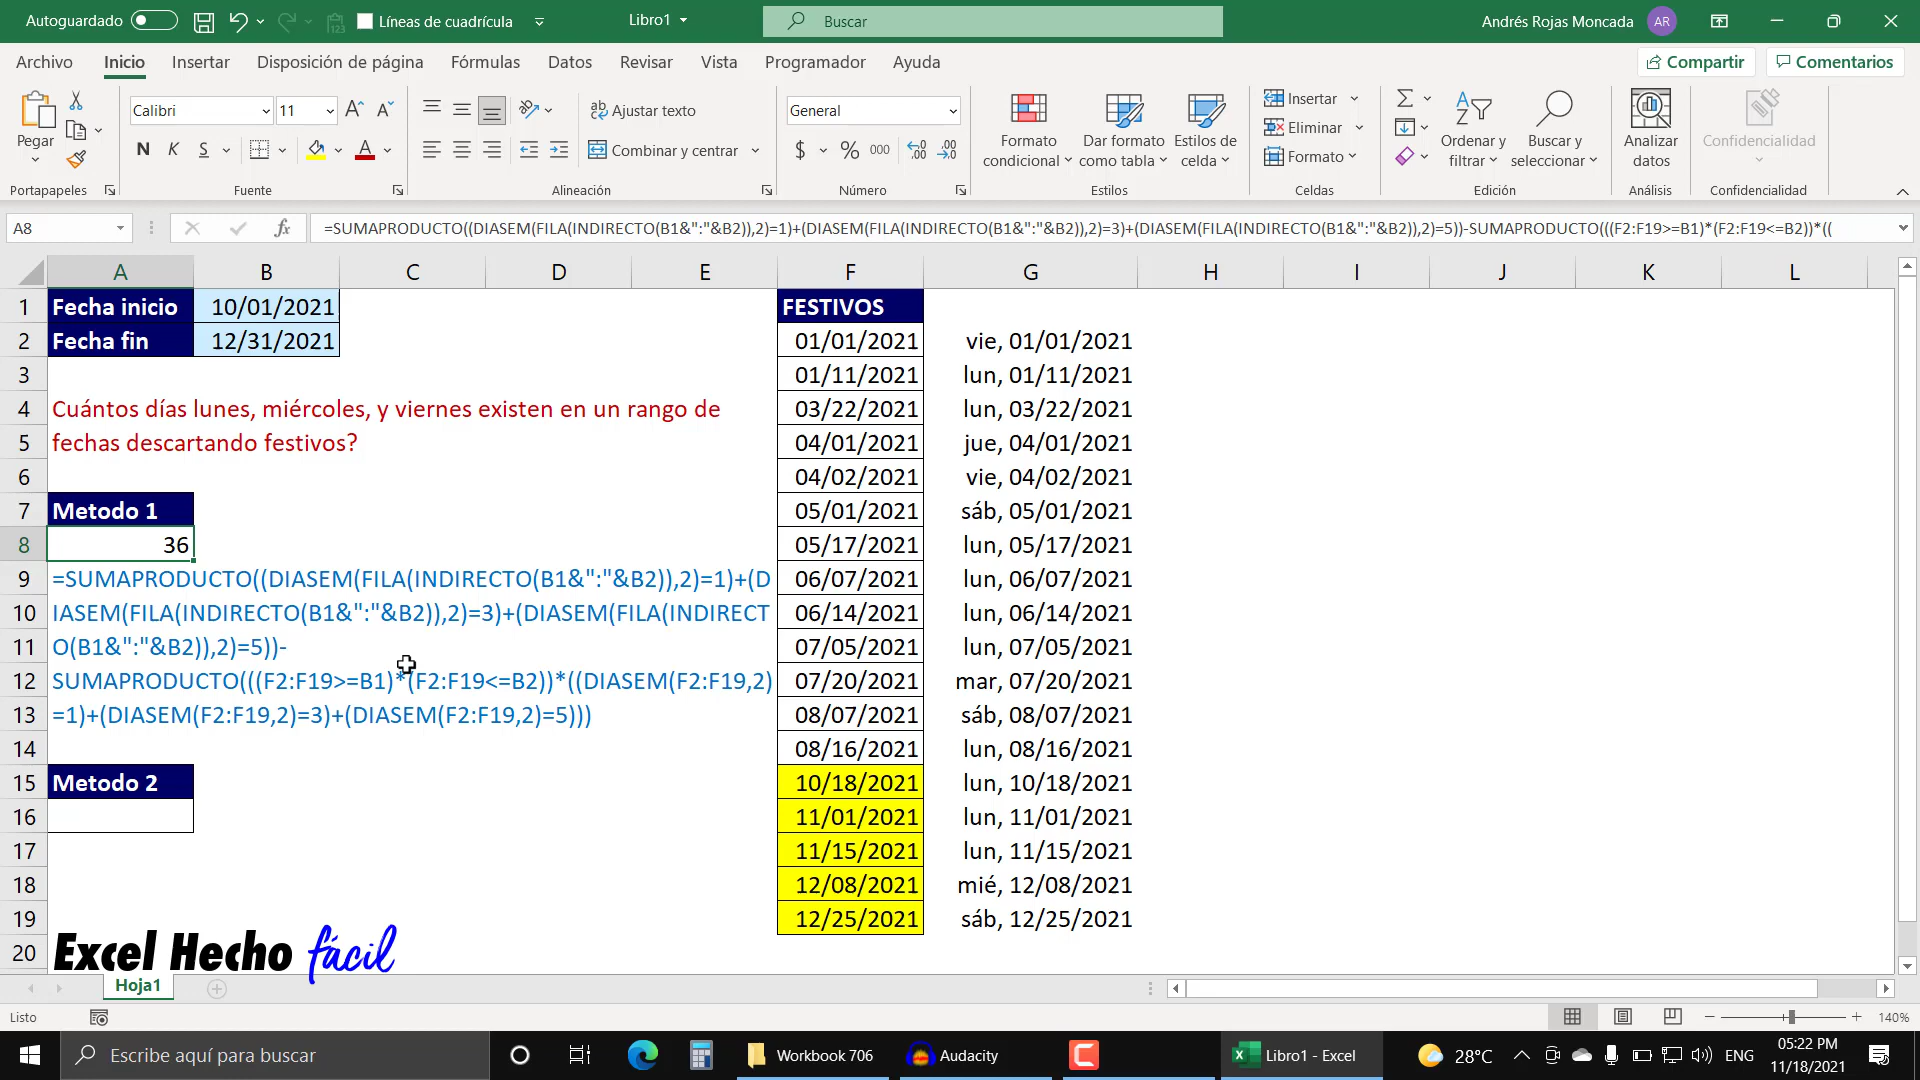 Autoguardado
Líneas de cuadrícula
Libro1
Buscar
Andrés Rojas Moncada
AR
Archivo
Inicio
Insertar
Disposición de página
Fórmulas
Datos
Revisar
Vista
Programador
Ayuda
Compartir
Comentarios
Pegar
Portapapeles
Calibri
11
N K S
Fuente
Ajustar texto
Combinar y centrar
Alineación
General
$ % 000
Número
Formato
condicional
Dar formato
como tabla
Estilos de
celda
Estilos
Insertar
Eliminar
Formato
Celdas
Ordenar y
filtrar
Buscar y
seleccionar
Edición
Analizar
datos
Análisis
Confidencialidad
Confidencialidad
A8
fx
=SUMAPRODUCTO((DIASEM(FILA(INDIRECTO(B1&":"&B2)),2)=1)+(DIASEM(FILA(INDIRECTO(B1&":"&B2)),2)=3)+(DIASEM(FILA(INDIRECTO(B1&":"&B2)),2)=5))-SUMAPRODUCTO(((F2:F19>=B1)*(F2:F19<=B2))*((
A B C D E F G H I J K L
1 Fecha inicio 10/01/2021 FESTIVOS
2 Fecha fin 12/31/2021 01/01/2021 vie, 01/01/2021
3 01/11/2021 lun, 01/11/2021
4 Cuántos días lunes, miércoles, y viernes existen en un rango de 03/22/2021 lun, 03/22/2021
5 fechas descartando festivos? 04/01/2021 jue, 04/01/2021
6 04/02/2021 vie, 04/02/2021
7 Metodo 1 05/01/2021 sáb, 05/01/2021
8 36 05/17/2021 lun, 05/17/2021
9 =SUMAPRODUCTO((DIASEM(FILA(INDIRECTO(B1&":"&B2)),2)=1)+(D 06/07/2021 lun, 06/07/2021
10 IASEM(FILA(INDIRECTO(B1&":"&B2)),2)=3)+(DIASEM(FILA(INDIRECT 06/14/2021 lun, 06/14/2021
11 O(B1&":"&B2)),2)=5))- 07/05/2021 lun, 07/05/2021
12 SUMAPRODUCTO(((F2:F19>=B1)*(F2:F19<=B2))*((DIASEM(F2:F19,2) 07/20/2021 mar, 07/20/2021
13 =1)+(DIASEM(F2:F19,2)=3)+(DIASEM(F2:F19,2)=5))) 08/07/2021 sáb, 08/07/2021
14 08/16/2021 lun, 08/16/2021
15 Metodo 2 10/18/2021 lun, 10/18/2021
16 11/01/2021 lun, 11/01/2021
17 11/15/2021 lun, 11/15/2021
18 12/08/2021 mié, 12/08/2021
19 12/25/2021 sáb, 12/25/2021
20 Excel Hecho fácil
Hoja1
Listo
140%
Escribe aquí para buscar
Workbook 706
Audacity
Libro1 - Excel
28°C
ENG
05:22 PM
11/18/2021